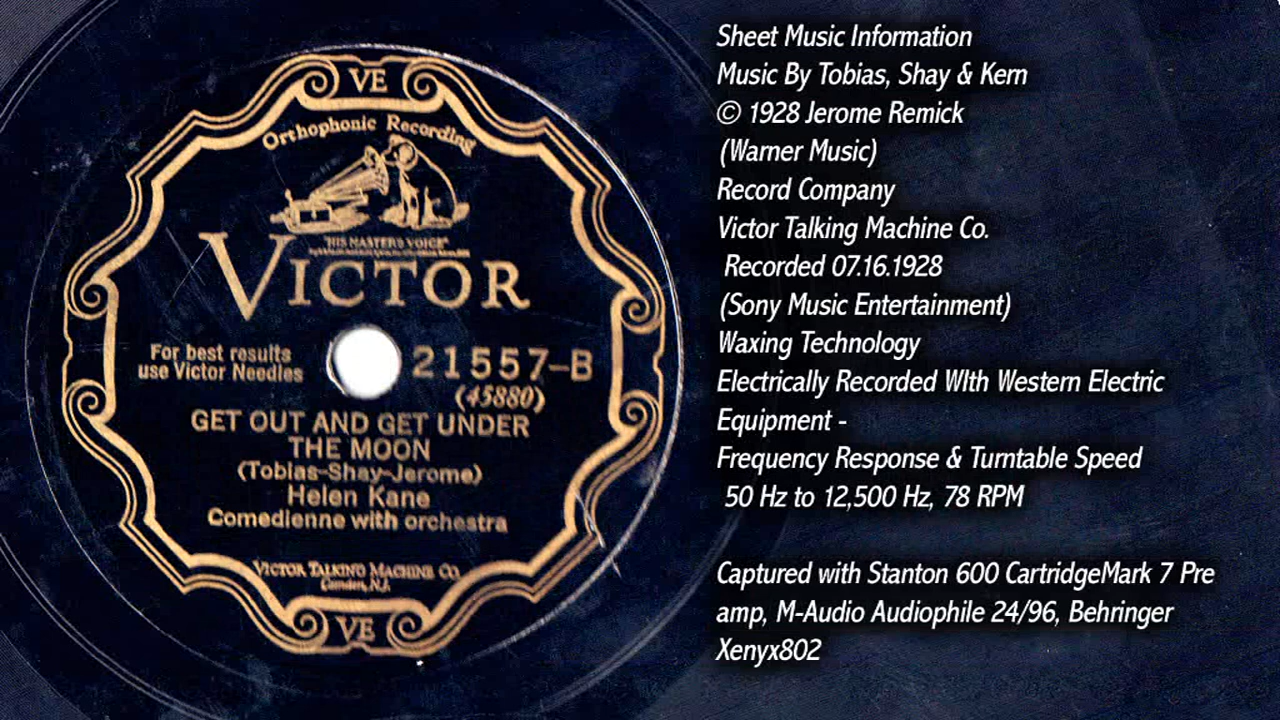 VE
Orthophonic Recording
"HIS MASTER'S VOICE"
VICTOR
For best results
use Victor Needles
21557-B
(45880)
GET OUT AND GET UNDER
THE MOON
(Tobias-Shay-Jerome)
Helen Kane
Comedienne with orchestra
VICTOR TALKING MACHINE CO.
Camden, N.J.
VE
Sheet Music Information
Music By Tobias, Shay & Kern
© 1928 Jerome Remick
(Warner Music)
Record Company
Victor Talking Machine Co.
Recorded 07.16.1928
(Sony Music Entertainment)
Waxing Technology
Electrically Recorded WIth Western Electric
Equipment -
Frequency Response & Turntable Speed
50 Hz to 12,500 Hz, 78 RPM
Captured with Stanton 600 CartridgeMark 7 Pre
amp, M-Audio Audiophile 24/96, Behringer
Xenyx802